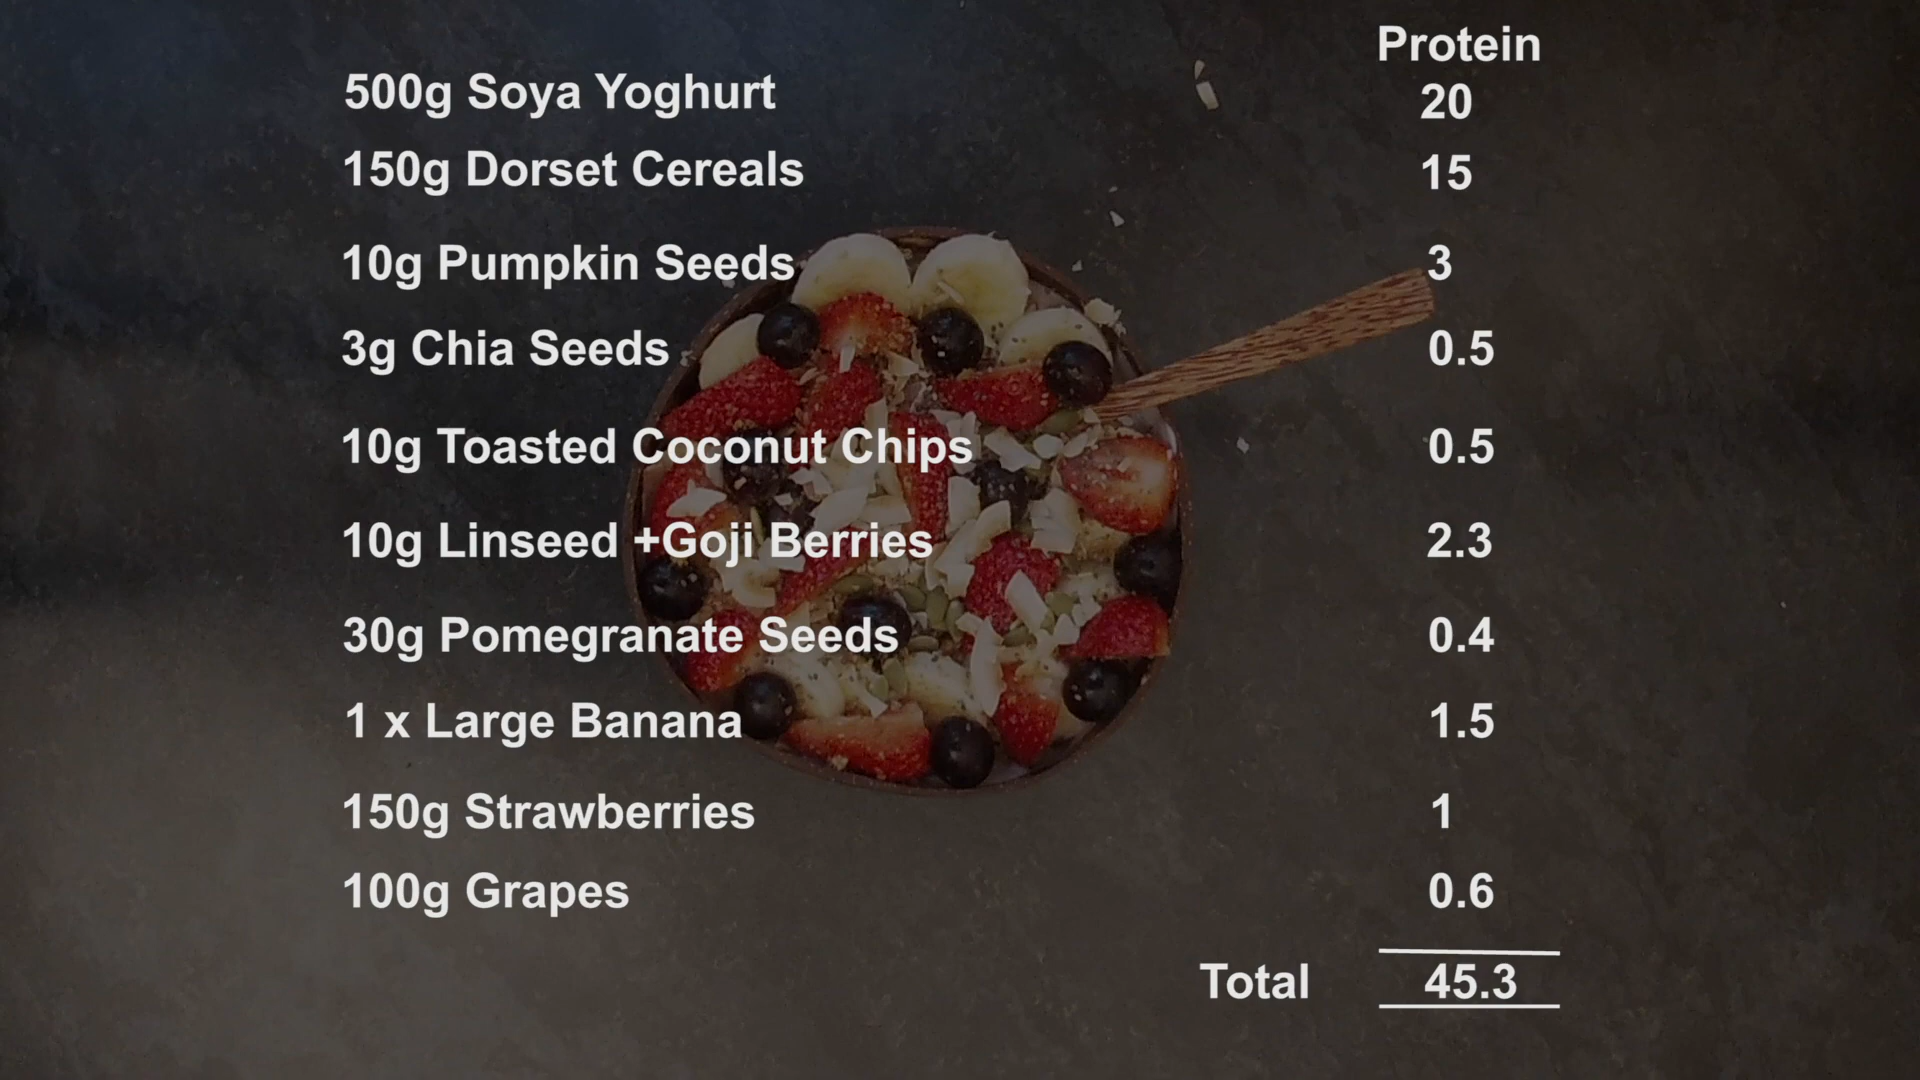 Protein
500g Soya Yoghurt 20
150g Dorset Cereals 15
10g Pumpkin Seeds 3
3g Chia Seeds 0.5
10g Toasted Coconut Chips 0.5
10g Linseed +Goji Berries 2.3
30g Pomegranate Seeds 0.4
1 x Large Banana 1.5
150g Strawberries 1
100g Grapes 0.6
Total 45.3